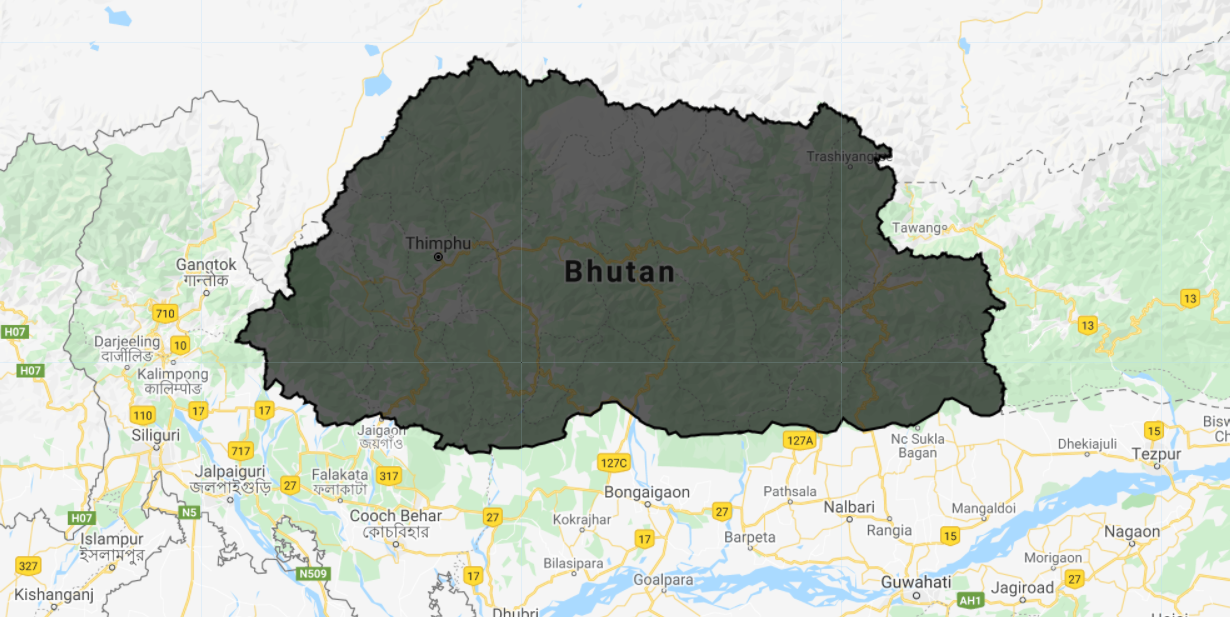 Trashiyangtse
Tawang
Thimphu
Bhutan
Gangtok
गान्तोक
710
13
13
H07
Darjeeling
দার্জীলিঙ
10
H07
Kalimpong
কালিম্পোঙ
110
17
17
Jaigaon
জয়গাঁও
127A
Nc Sukla
Bagan
15
Siliguri
717
127C
Dhekiajuli
Tezpur
Jalpaiguri
জলপাইগুড়ি
27
Falakata
ফলাকাটা
317
Bongaigaon
Pathsala
Nalbari
Mangaldoi
H07
N5
Cooch Behar
কোচবিহার
27
Kokrajhar
27
Rangia
Nagaon
Islampur
ইসলামপুর
17
Barpeta
15
327
N509
17
Bilasipara
Goalpara
Morigaon
27
Kishanganj
Guwahati
Jagiroad
AH1
Dhubri